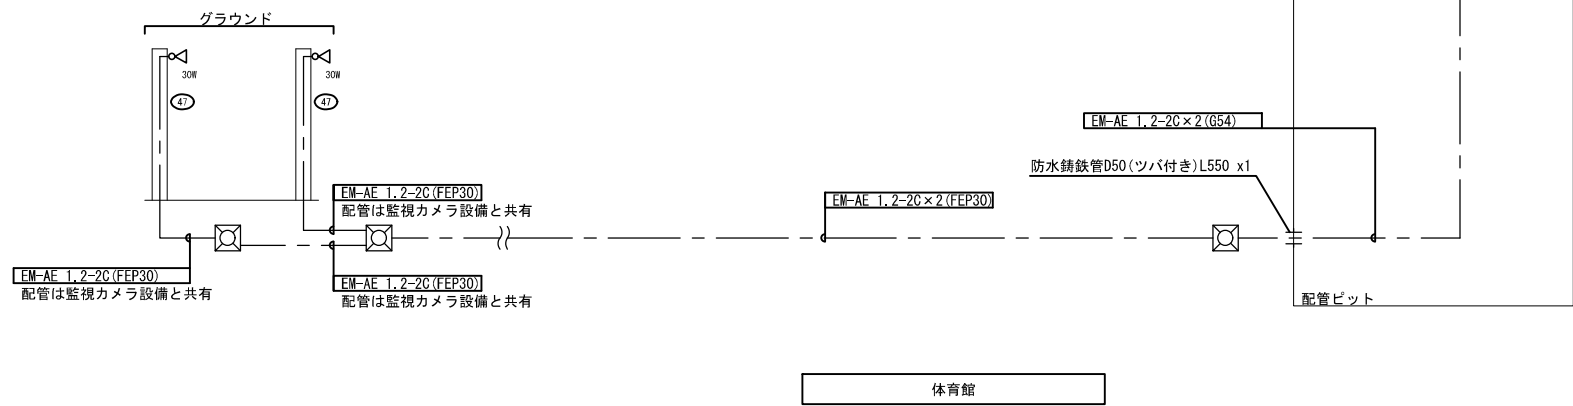 グラウンド
30W
30W
47
47
EM-AE 1.2-2C×2(G54)
防水鋳鉄管D50(ツバ付き)L550 x1
EM-AE 1.2-2C(FEP30)
配管は監視カメラ設備と共有
EM-AE 1.2-2C×2(FEP30)
EM-AE 1.2-2C(FEP30)
配管は監視カメラ設備と共有
EM-AE 1.2-2C(FEP30)
配管は監視カメラ設備と共有
配管ピット
体育館